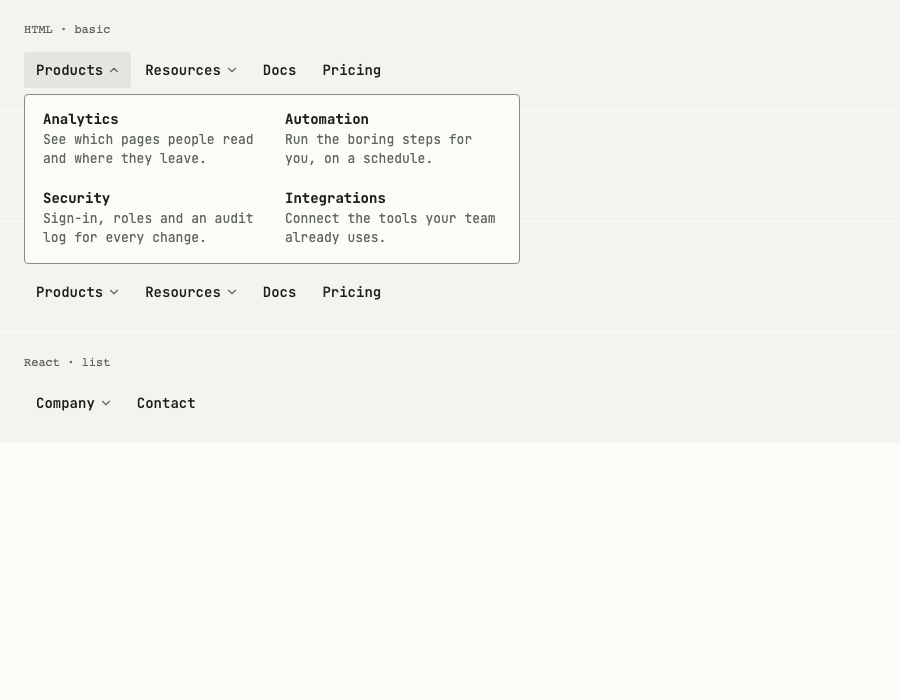 HTML · basic
Products Resources Docs Pricing
Analytics
See which pages people read
and where they leave.
Automation
Run the boring steps for
you, on a schedule.
Security
Sign-in, roles and an audit
log for every change.
Integrations
Connect the tools your team
already uses.
Products Resources Docs Pricing
React · list
Company Contact